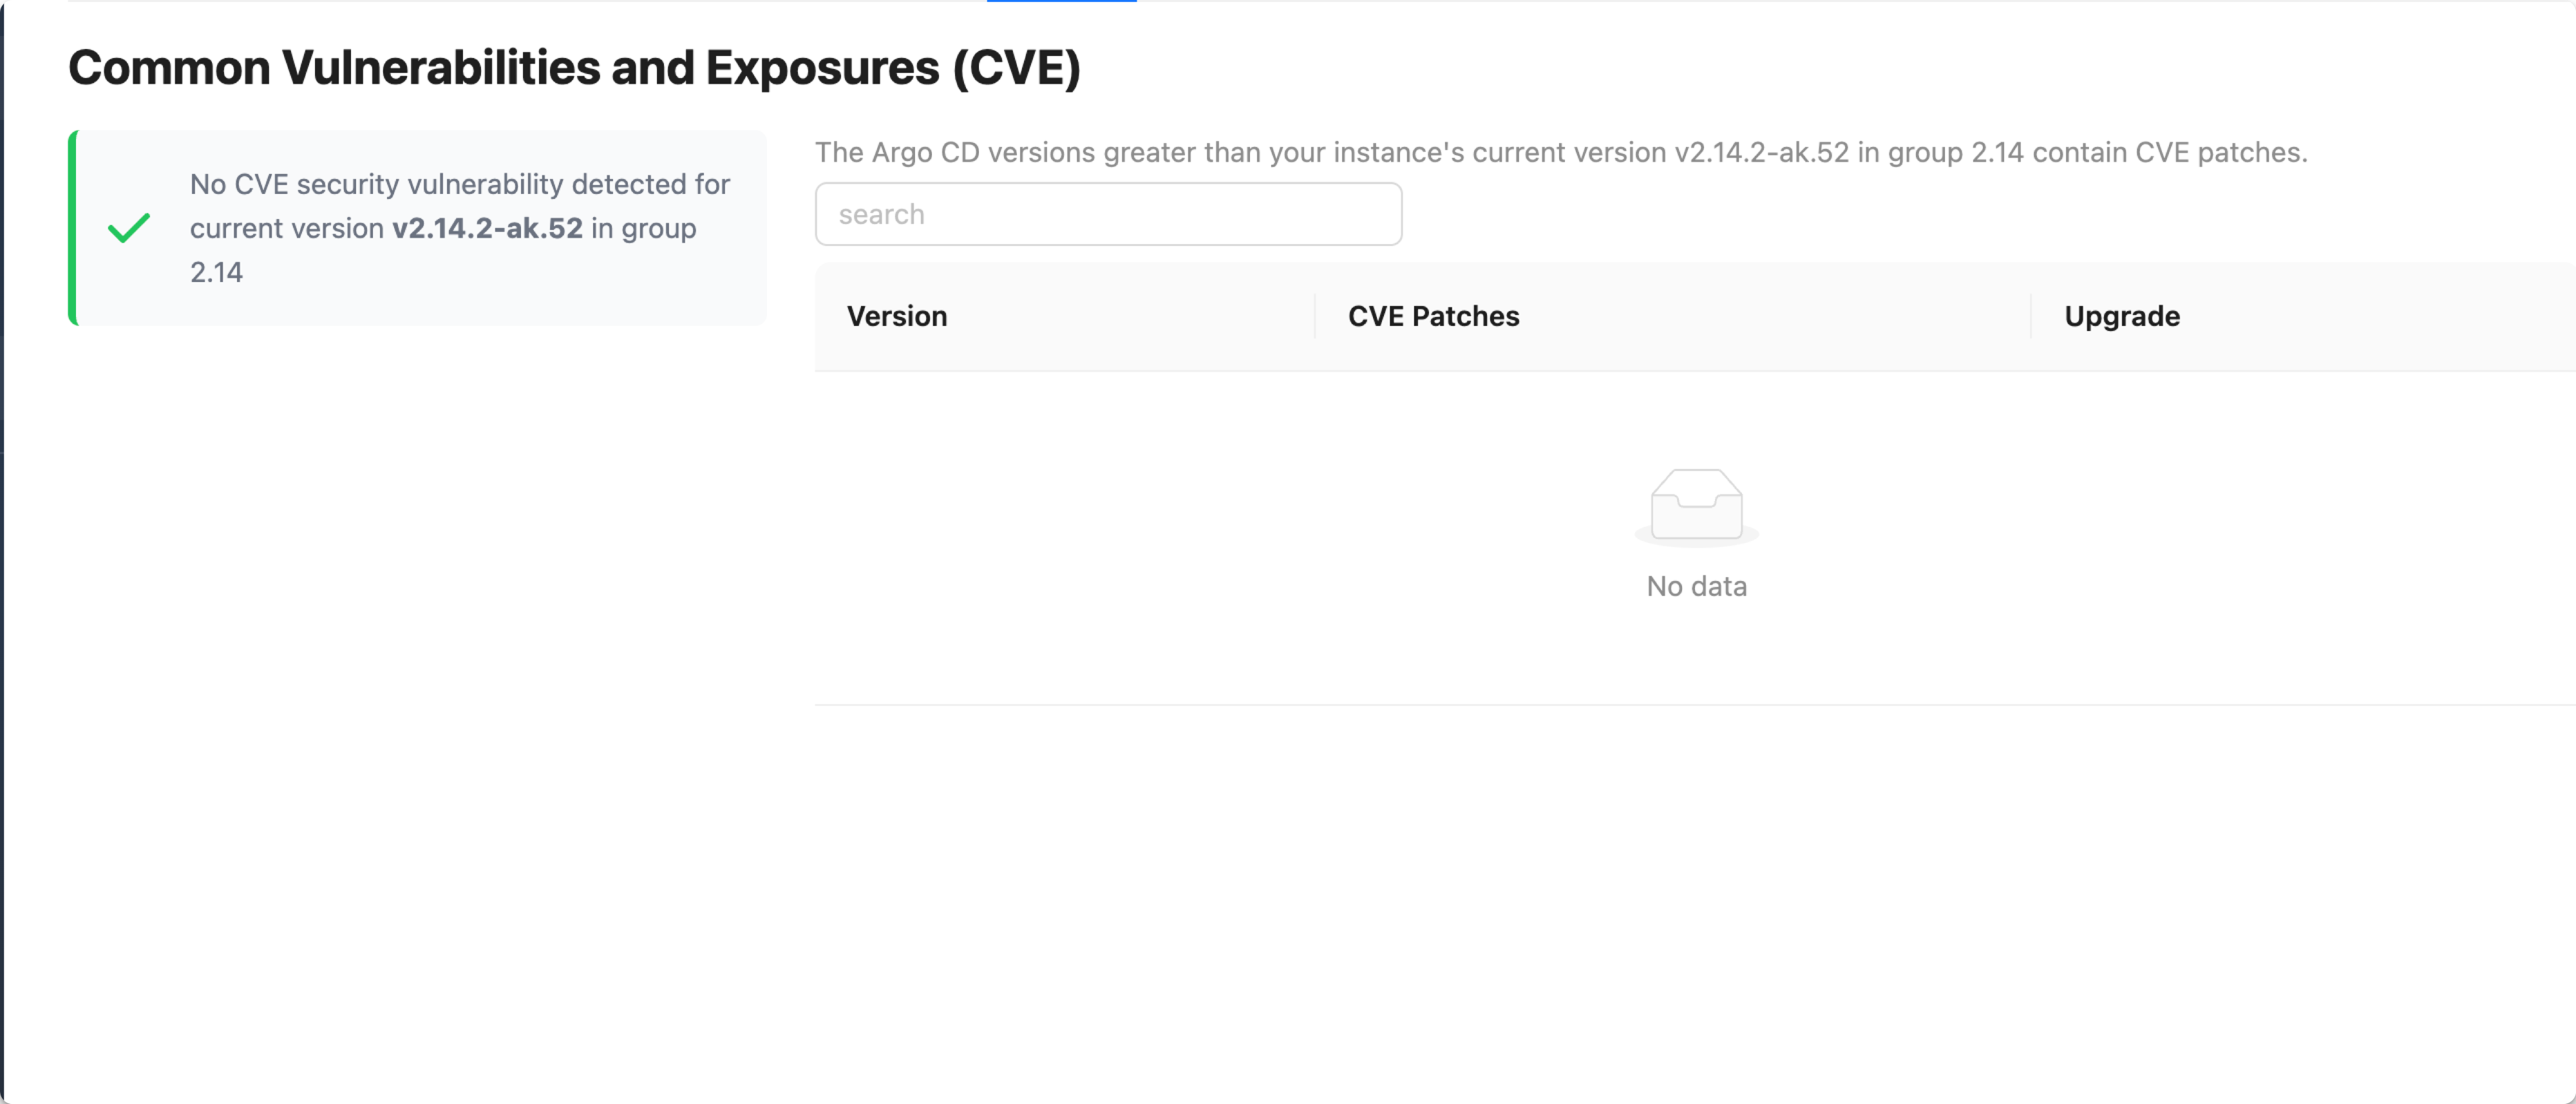 Common Vulnerabilities and Exposures (CVE)
No CVE security vulnerability detected for
current version v2.14.2-ak.52 in group
2.14
The Argo CD versions greater than your instance's current version v2.14.2-ak.52 in group 2.14 contain CVE patches.
search
Version
CVE Patches
Upgrade
No data